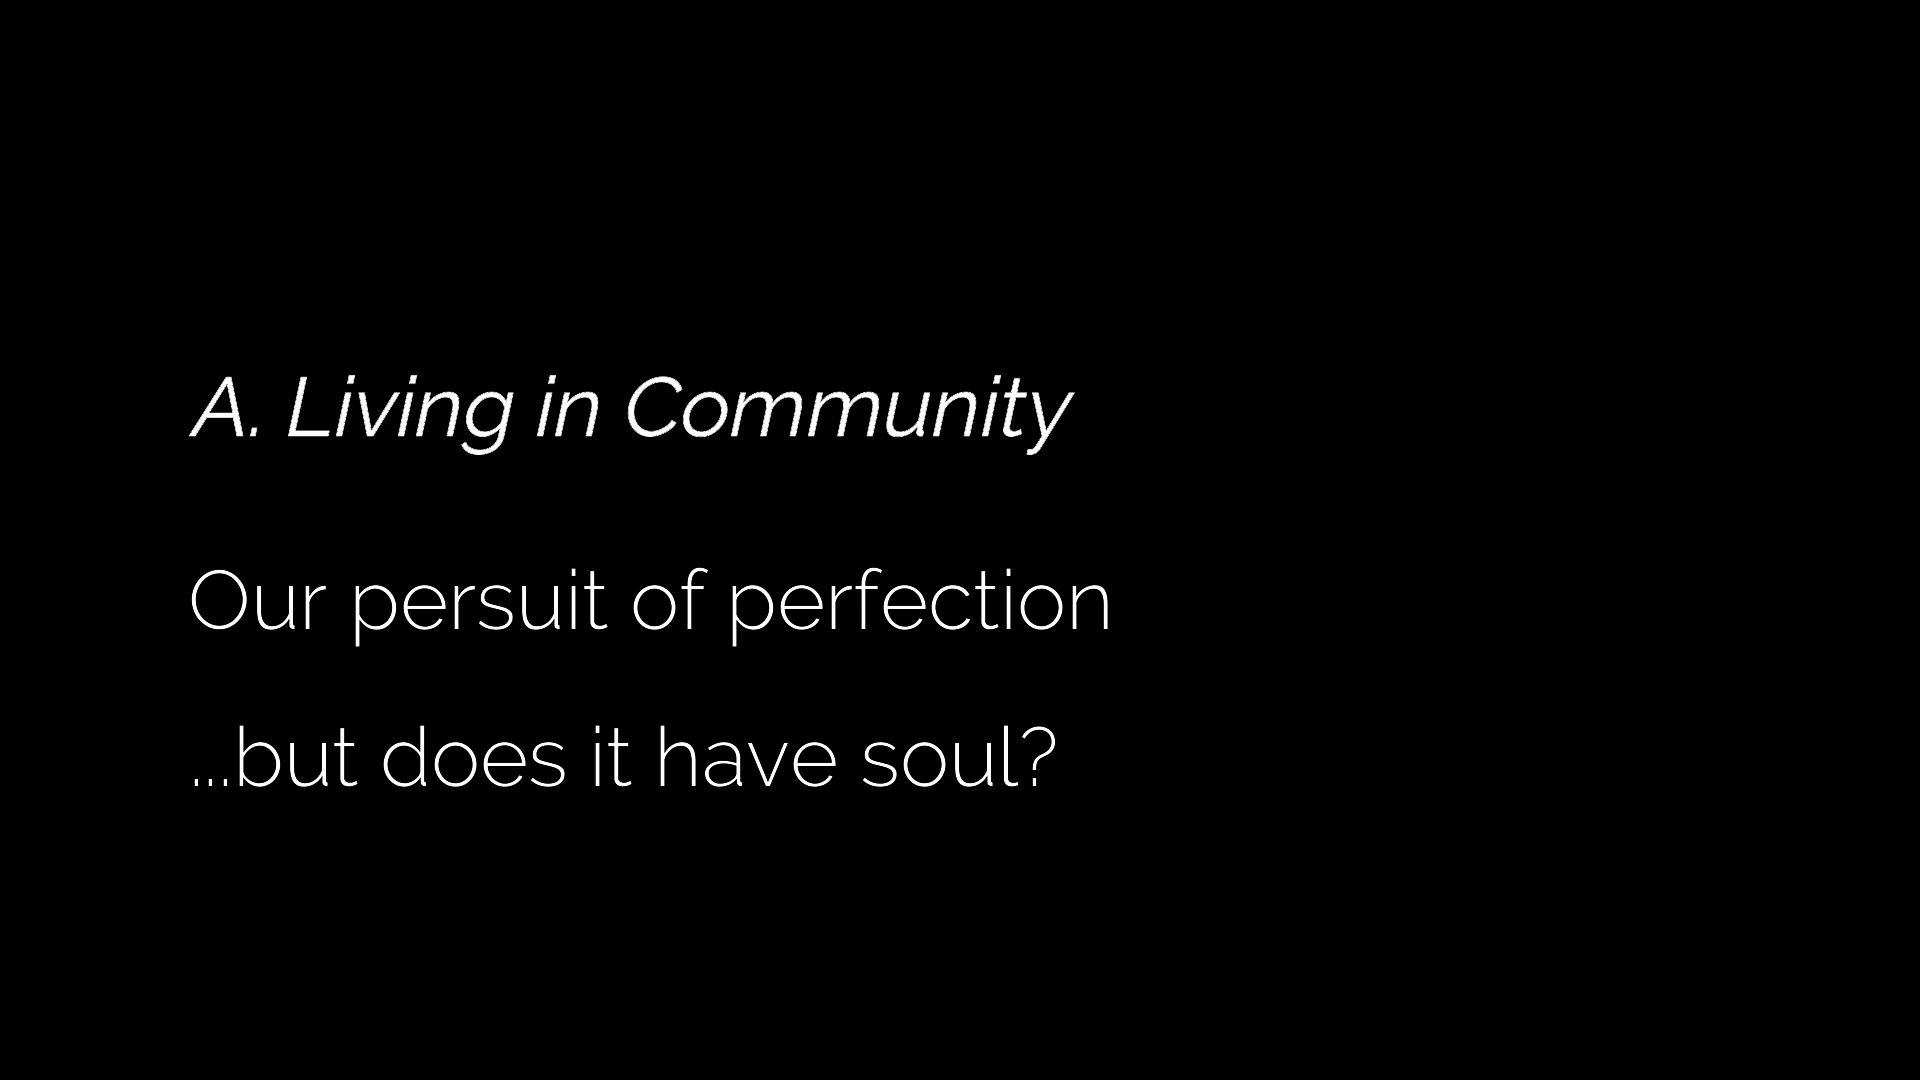 A. Living in Community
Our persuit of perfection
...but does it have soul?